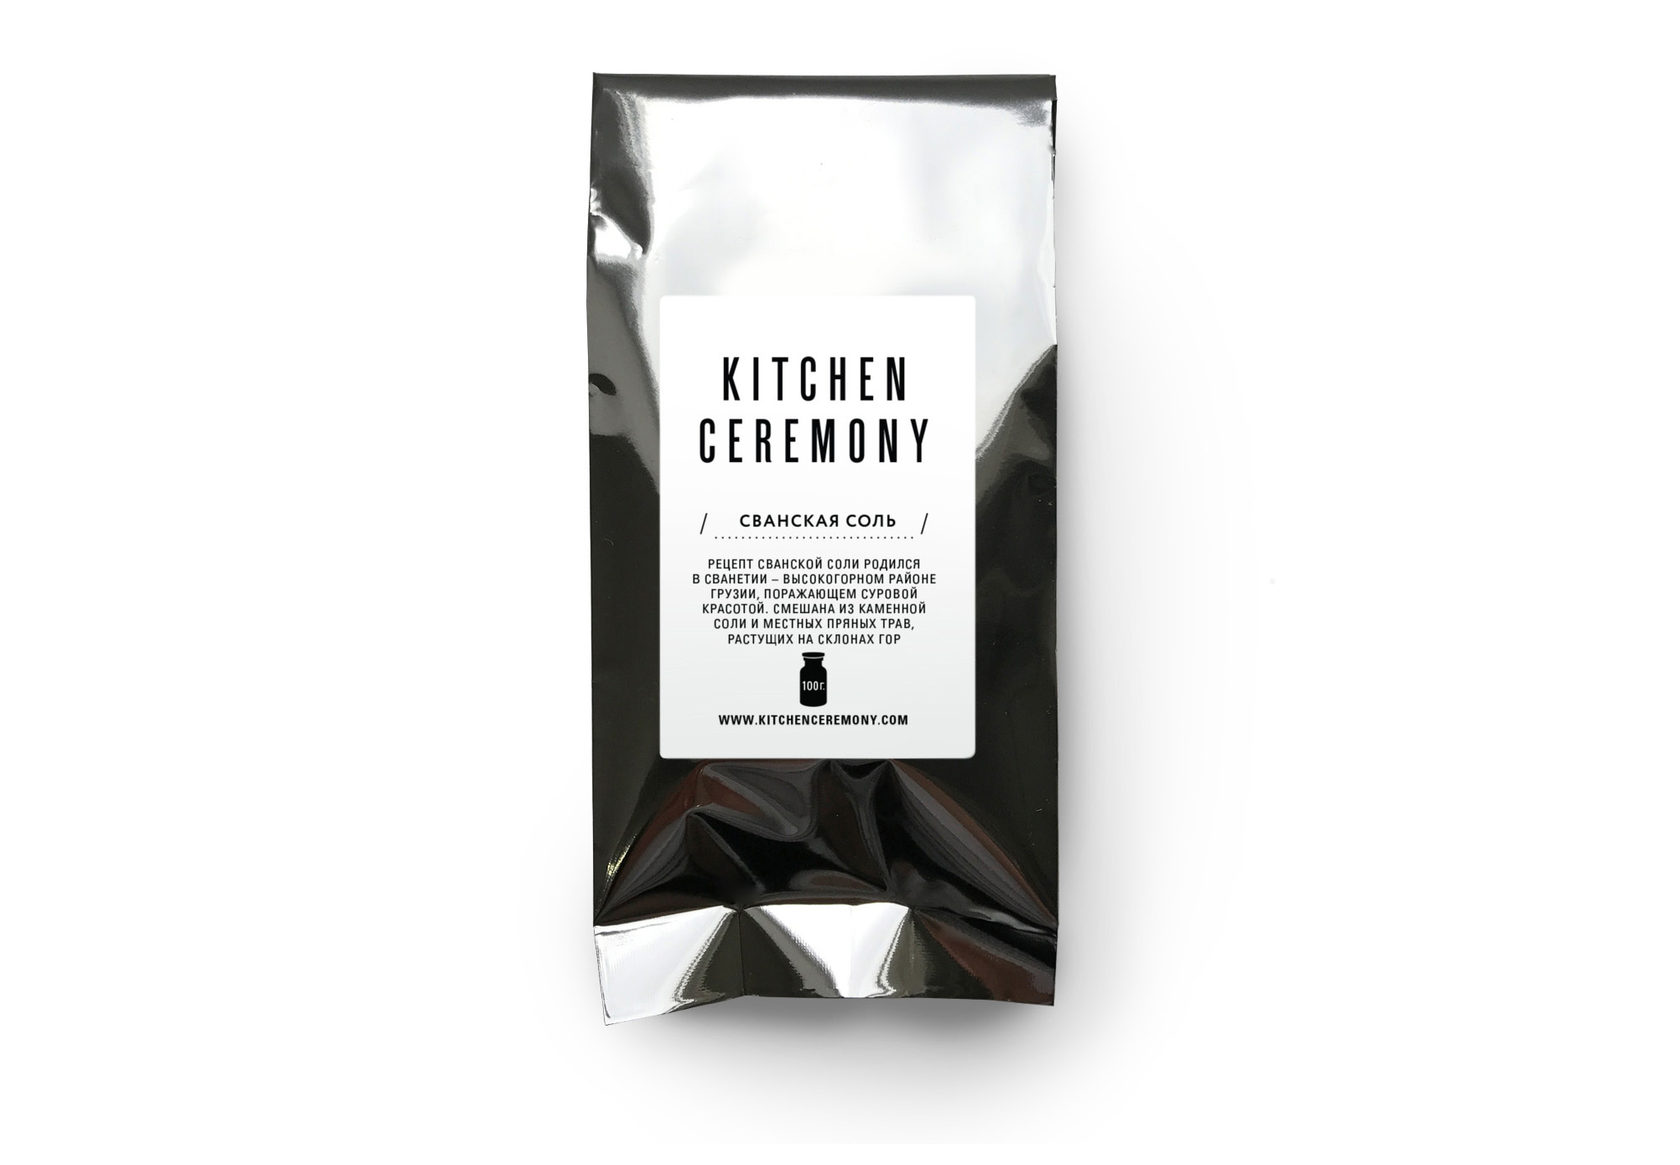 KITCHEN
CEREMONY
/ СВАНСКАЯ СОЛЬ /
РЕЦЕПТ СВАНСКОЙ СОЛИ РОДИЛСЯ
В СВАНЕТИИ – ВЫСОКОГОРНОМ РАЙОНЕ
ГРУЗИИ, ПОРАЖАЮЩЕМ СУРОВОЙ
КРАСОТОЙ. СМЕШАНА ИЗ КАМЕННОЙ
СОЛИ И МЕСТНЫХ ПРЯНЫХ ТРАВ,
РАСТУЩИХ НА СКЛОНАХ ГОР
100 г.
WWW.KITCHENCEREMONY.COM